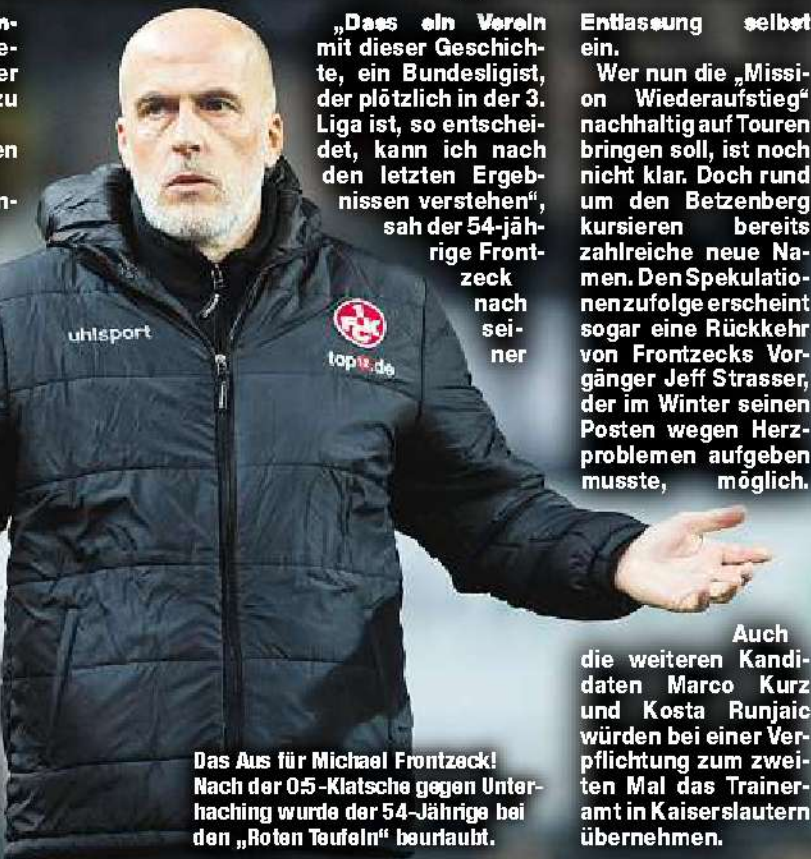 n-
e-
er
zu
en
n-
„Dass ein Verein
mit dieser Geschich-
te, ein Bundesligist,
der plötzlich in der 3.
Liga ist, so entschei-
det, kann ich nach
den letzten Ergeb-
nissen verstehen“,
sah der 54-jäh-
rige Front-
zeck
nach
sei-
ner
Entlassung selbst
ein.
Wer nun die „Missi-
on Wiederaufstieg“
nachhaltig auf Touren
bringen soll, ist noch
nicht klar. Doch rund
um den Betzenberg
kursieren bereits
zahlreiche neue Na-
men. Den Spekulatio-
nen zufolge erscheint
sogar eine Rückkehr
von Frontzecks Vor-
gänger Jeff Strasser,
der im Winter seinen
Posten wegen Herz-
problemen aufgeben
musste, möglich.
Auch
die weiteren Kandi-
daten Marco Kurz
und Kosta Runjaic
würden bei einer Ver-
pflichtung zum zwei-
ten Mal das Trainer-
amt in Kaiserslautern
übernehmen.
uhlsport
1
FCK
top12.de
Das Aus für Michael Frontzeck!
Nach der 0:5-Klatsche gegen Unter-
haching wurde der 54-Jährige bei
den „Roten Teufeln“ beurlaubt.